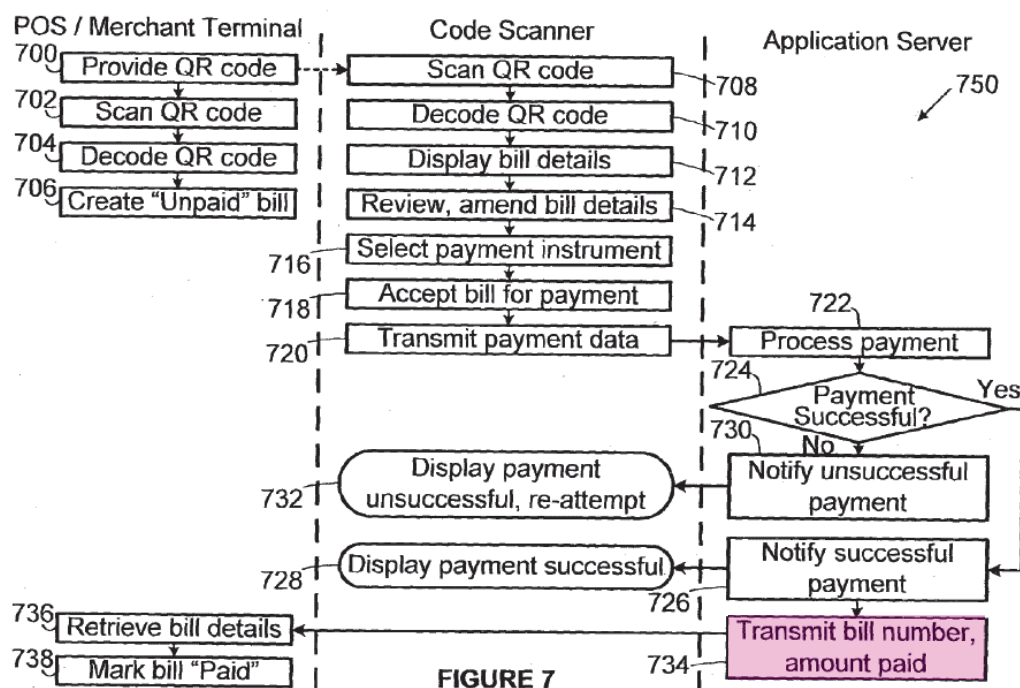 POS / Merchant Terminal
Code Scanner
Application Server
700
Provide QR code
Scan QR code
708
750
702
Scan QR code
Decode QR code
710
704
Decode QR code
Display bill details
712
706
Create “Unpaid” bill
Review, amend bill details
714
716
Select payment instrument
718
Accept bill for payment
722
720
Transmit payment data
Process payment
724
Payment
Successful?
Yes
730
No
Display payment
unsuccessful, re-attempt
732
Notify unsuccessful
payment
Display payment successful
728
Notify successful
payment
726
736
Retrieve bill details
Transmit bill number,
amount paid
734
738
Mark bill “Paid”
FIGURE 7